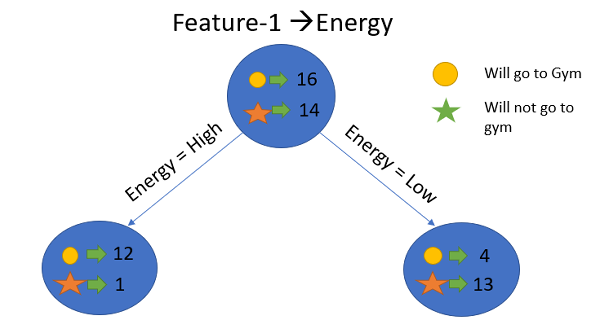 Feature-1 →Energy
16
14
Will go to Gym
Will not go to
gym
Energy = High
Energy = Low
12
1
4
13